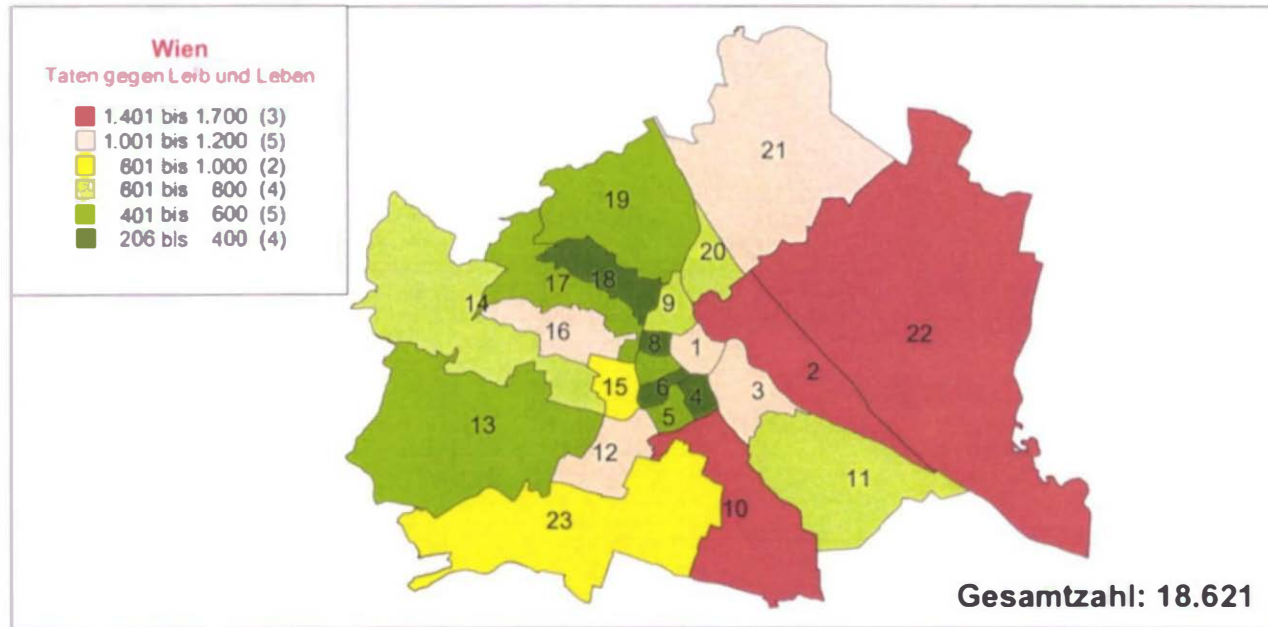 Wien
Taten gegen Leib und Leben
1.401 bis 1.700 (3)
1.001 bis 1.200 (5)
801 bis 1.000 (2)
601 bis 800 (4)
401 bis 600 (5)
206 bis 400 (4)
21
19
20
18
17
9
14
22
16
8
1
2
15
6
3
4
5
13
12
11
10
23
Gesamtzahl: 18.621